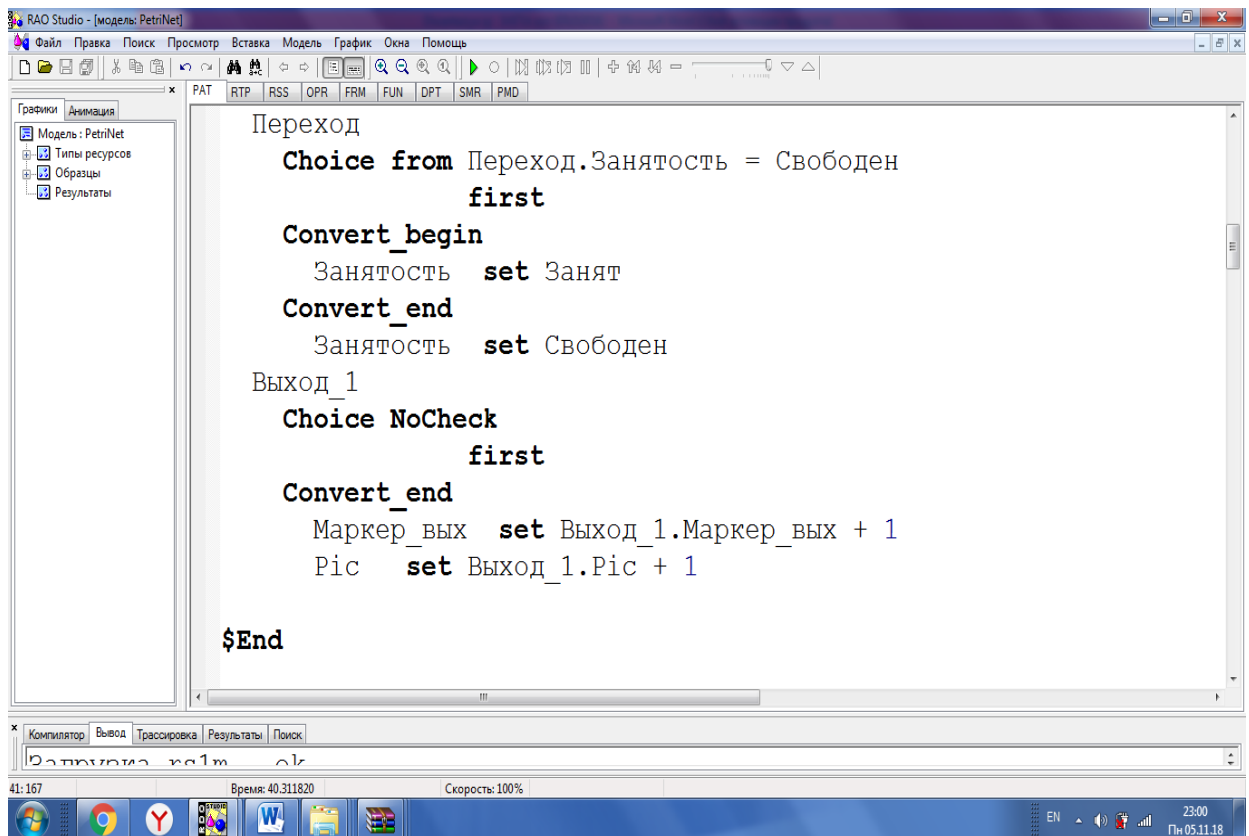 RAO Studio - [модель: PetriNet]
Файл Правка Поиск Просмотр Вставка Модель График Окна Помощь
PAT RTP RSS OPR FRM FUN DPT SMR PMD
Графики Анимация
Модель : PetriNet
Типы ресурсов
Образцы
Результаты
Переход
Choice from Переход.Занятость = Свободен
first
Convert_begin
Занятость set Занят
Convert_end
Занятость set Свободен
Выход_1
Choice NoCheck
first
Convert_end
Маркер_вых set Выход_1.Маркер_вых + 1
Pic set Выход_1.Pic + 1
$End
Компилятор Вывод Трассировка Результаты Поиск
Загрузка rs1m ok
41: 167 Время: 40.311820 Скорость: 100%
EN 23:00
Пн 05.11.18